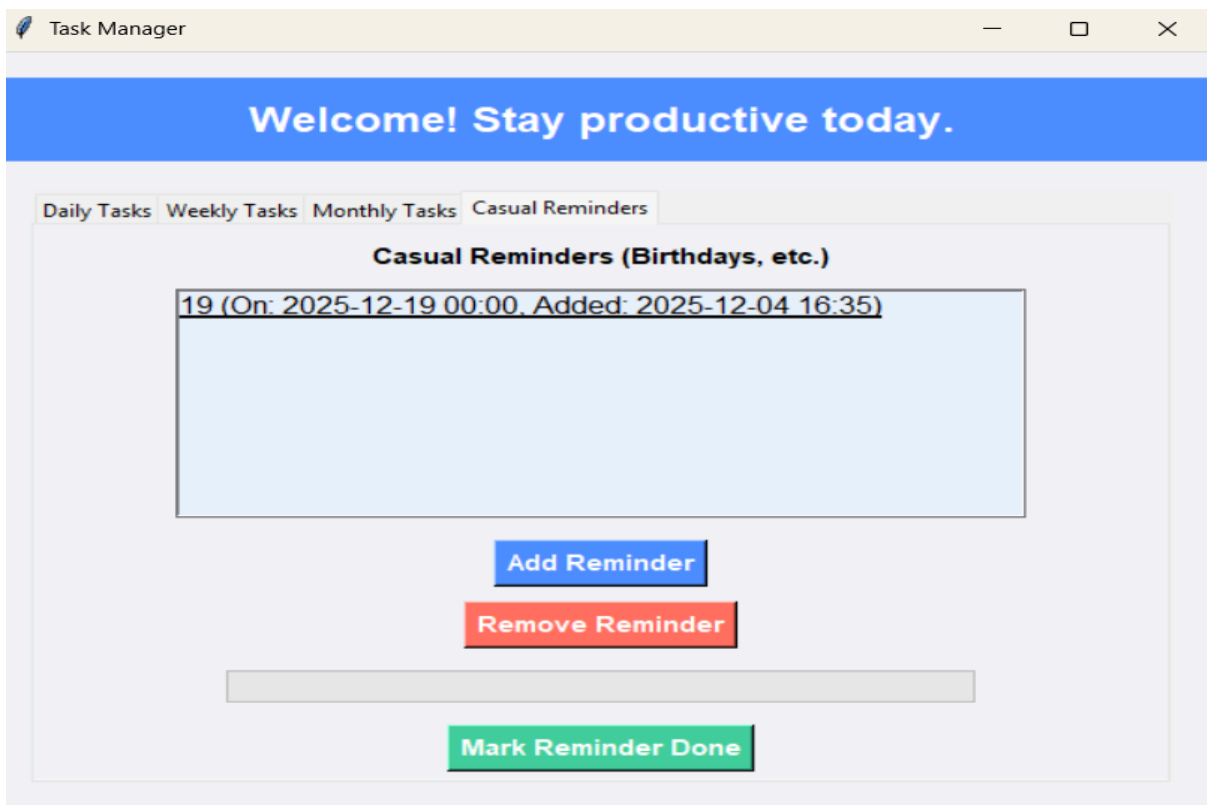 Task Manager
Welcome! Stay productive today.
Daily Tasks Weekly Tasks Monthly Tasks Casual Reminders
Casual Reminders (Birthdays, etc.)
19 (On: 2025-12-19 00:00, Added: 2025-12-04 16:35)
Add Reminder
Remove Reminder
Mark Reminder Done